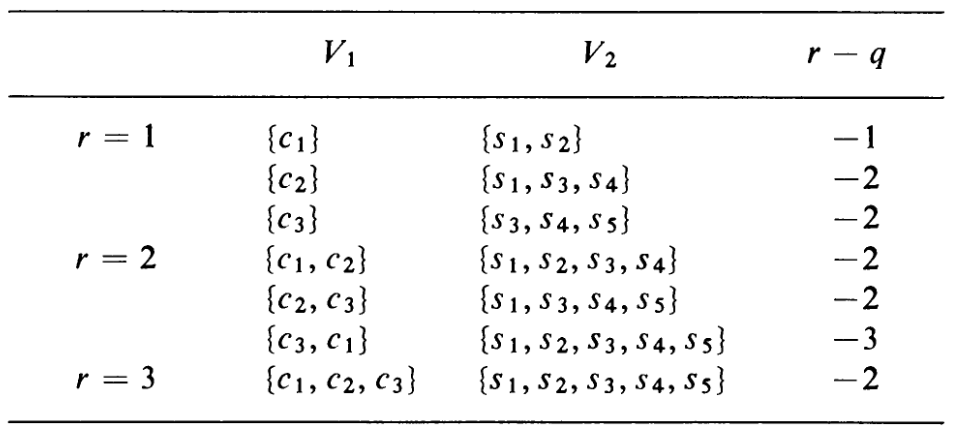 V₁ V₂ r − q
r = 1 {c₁} {s₁, s₂} −1
{c₂} {s₁, s₃, s₄} −2
{c₃} {s₃, s₄, s₅} −2
r = 2 {c₁, c₂} {s₁, s₂, s₃, s₄} −2
{c₂, c₃} {s₁, s₃, s₄, s₅} −2
{c₃, c₁} {s₁, s₂, s₃, s₄, s₅} −3
r = 3 {c₁, c₂, c₃} {s₁, s₂, s₃, s₄, s₅} −2